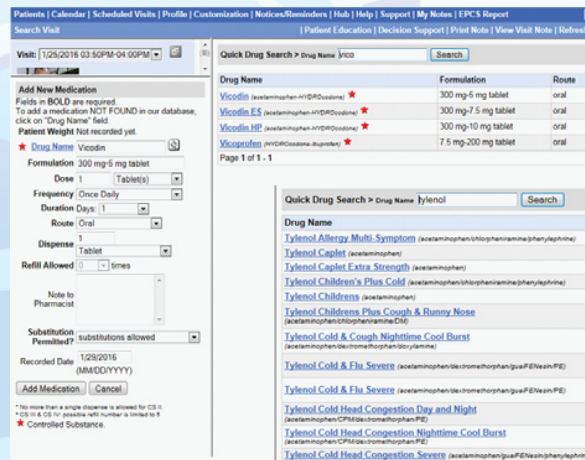 Patients | Calendar | Scheduled Visits | Profile | Customization | Notices/Reminders | Hub | Help | Support | My Notes | EPCS Report
Search Visit
| Patient Education | Decision Support | Print Note | View Visit Note | Refres
Visit: 1/25/2016 03:50PM-04:00PM
Add New Medication
Fields in BOLD are required.
To add a medication NOT FOUND in our database,
click on "Drug Name" field.
Patient Weight Not recorded yet.
Drug Name Vicodin
Formulation 300 mg-5 mg tablet
Dose 1 Tablet(s)
Frequency Once Daily
Duration Days: 1
Route Oral
Dispense 1
Tablet
Refill Allowed 0 times
Note to
Pharmacist
Substitution
Permitted? substitutions allowed
Recorded Date 1/29/2016
(MM/DD/YYYY)
Add Medication Cancel
* No more than a single dispense is allowed for CS II.
* CS III & CS IV: possible refill number is limited to 5
Controlled Substance.
Quick Drug Search > Drug Name vico Search
Drug Name Formulation Route
Vicodin (acetaminophen-HYDROcodone) 300 mg-5 mg tablet oral
Vicodin ES (acetaminophen-HYDROcodone) 300 mg-7.5 mg tablet oral
Vicodin HP (acetaminophen-HYDROcodone) 300 mg-10 mg tablet oral
Vicoprofen (HYDROcodone-ibuprofen) 7.5 mg-200 mg tablet oral
Page 1 of 1 - 1
Quick Drug Search > Drug Name tylenol Search
Drug Name
Tylenol Allergy Multi-Symptom (acetaminophen/chlorpheniramine/phenylephrine)
Tylenol Caplet (acetaminophen)
Tylenol Caplet Extra Strength (acetaminophen)
Tylenol Children's Plus Cold (acetaminophen/chlorpheniramine/phenylephrine)
Tylenol Childrens (acetaminophen)
Tylenol Childrens Plus Cough & Runny Nose
(acetaminophen/chlorpheniramine/DM)
Tylenol Cold & Cough Nighttime Cool Burst
(acetaminophen/dextromethorphan/doxylamine)
Tylenol Cold & Flu Severe (acetaminophen/dextromethorphan/guaiFENesin/PE)
Tylenol Cold & Flu Severe (acetaminophen/dextromethorphan/guaiFENesin/PE)
Tylenol Cold Head Congestion Day and Night
(acetaminophen/CPM/dextromethorphan/PE)
Tylenol Cold Head Congestion Nighttime Cool Burst
(acetaminophen/CPM/dextromethorphan/PE)
Tylenol Cold Head Congestion Severe (acetaminophen/guaiFENesin/phenylephrin